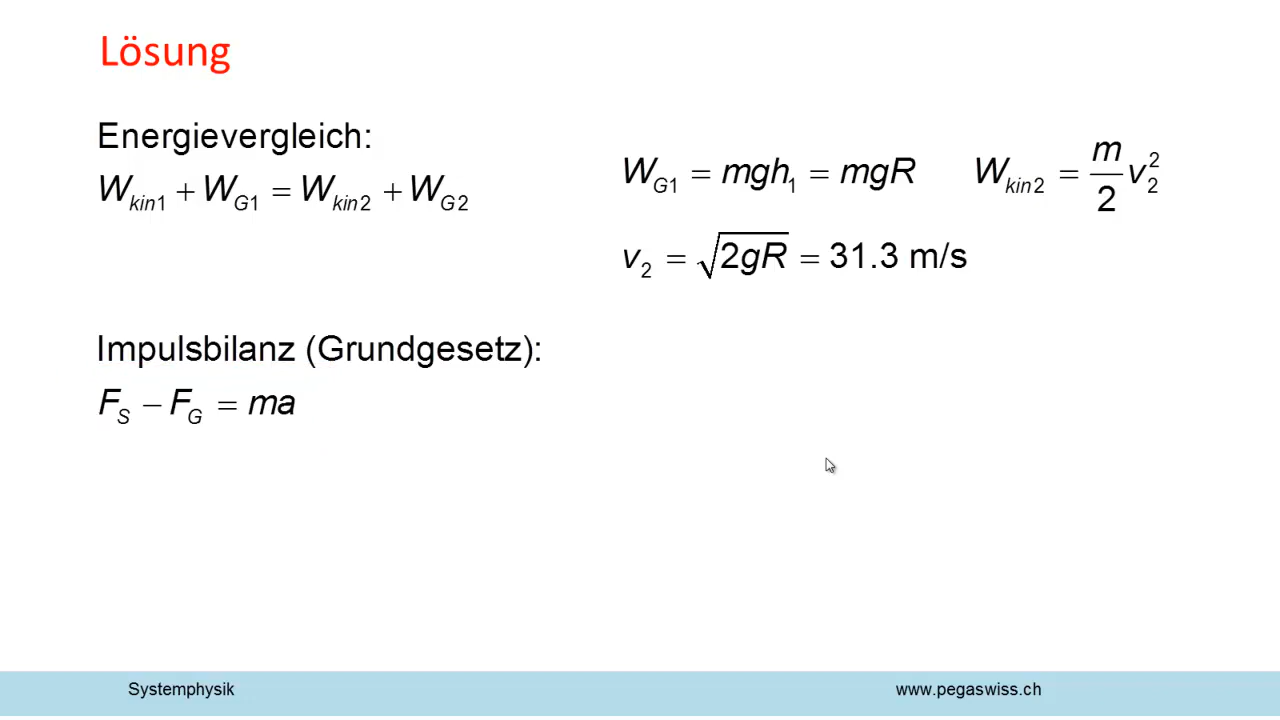 Lösung
Energievergleich:
W_kin1 + W_G1 = W_kin2 + W_G2
W_G1 = mgh_1 = mgR
W_kin2 = m/2 v_2^2
v_2 = √2gR = 31.3 m/s
Impulsbilanz (Grundgesetz):
F_S − F_G = ma
Systemphysik
www.pegaswiss.ch